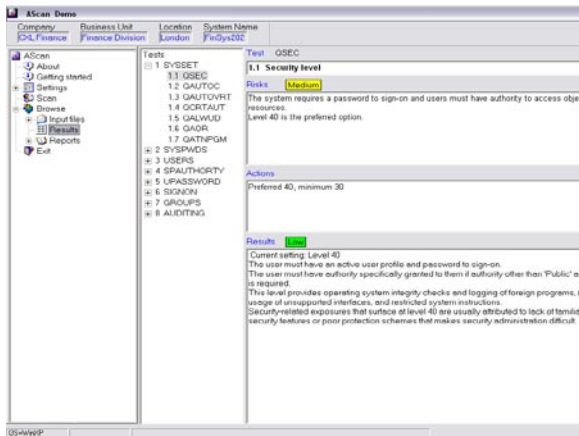 AScan Demo
Company Business Unit Location System Name
CXL Finance Finance Division London FinSys202
AScan
About
Getting started
Settings
Scan
Browse
Input files
Results
Reports
Exit
Tests
1 SYSSET
1.1 QSEC
1.2 QAUTOC
1.3 QAUTOVRT
1.4 QCRTAUT
1.5 QALWUD
1.6 QAOR
1.7 QATNPGM
2 SYSPWDS
3 USERS
4 SPAUTHORTY
5 UPASSWORD
6 SIGNON
7 GROUPS
8 AUDITING
Test QSEC
1.1 Security level
Risks Medium
The system requires a password to sign-on and users must have authority to access obje
resources.
Level 40 is the preferred option.
Actions
Preferred 40, minimum 30
Results Low
Current setting: Level 40
The user must have an active user profile and password to sign-on.
The user must have authority specifically granted to them if authority other than 'Public' a
is required.
This level provides operating system integrity checks and logging of foreign programs,
usage of unsupported interfaces, and restricted system instructions.
Security-related exposures that surface at level 40 are usually attributed to lack of familia
security features or poor protection schemes that makes security administration difficult.
OS=WinXP